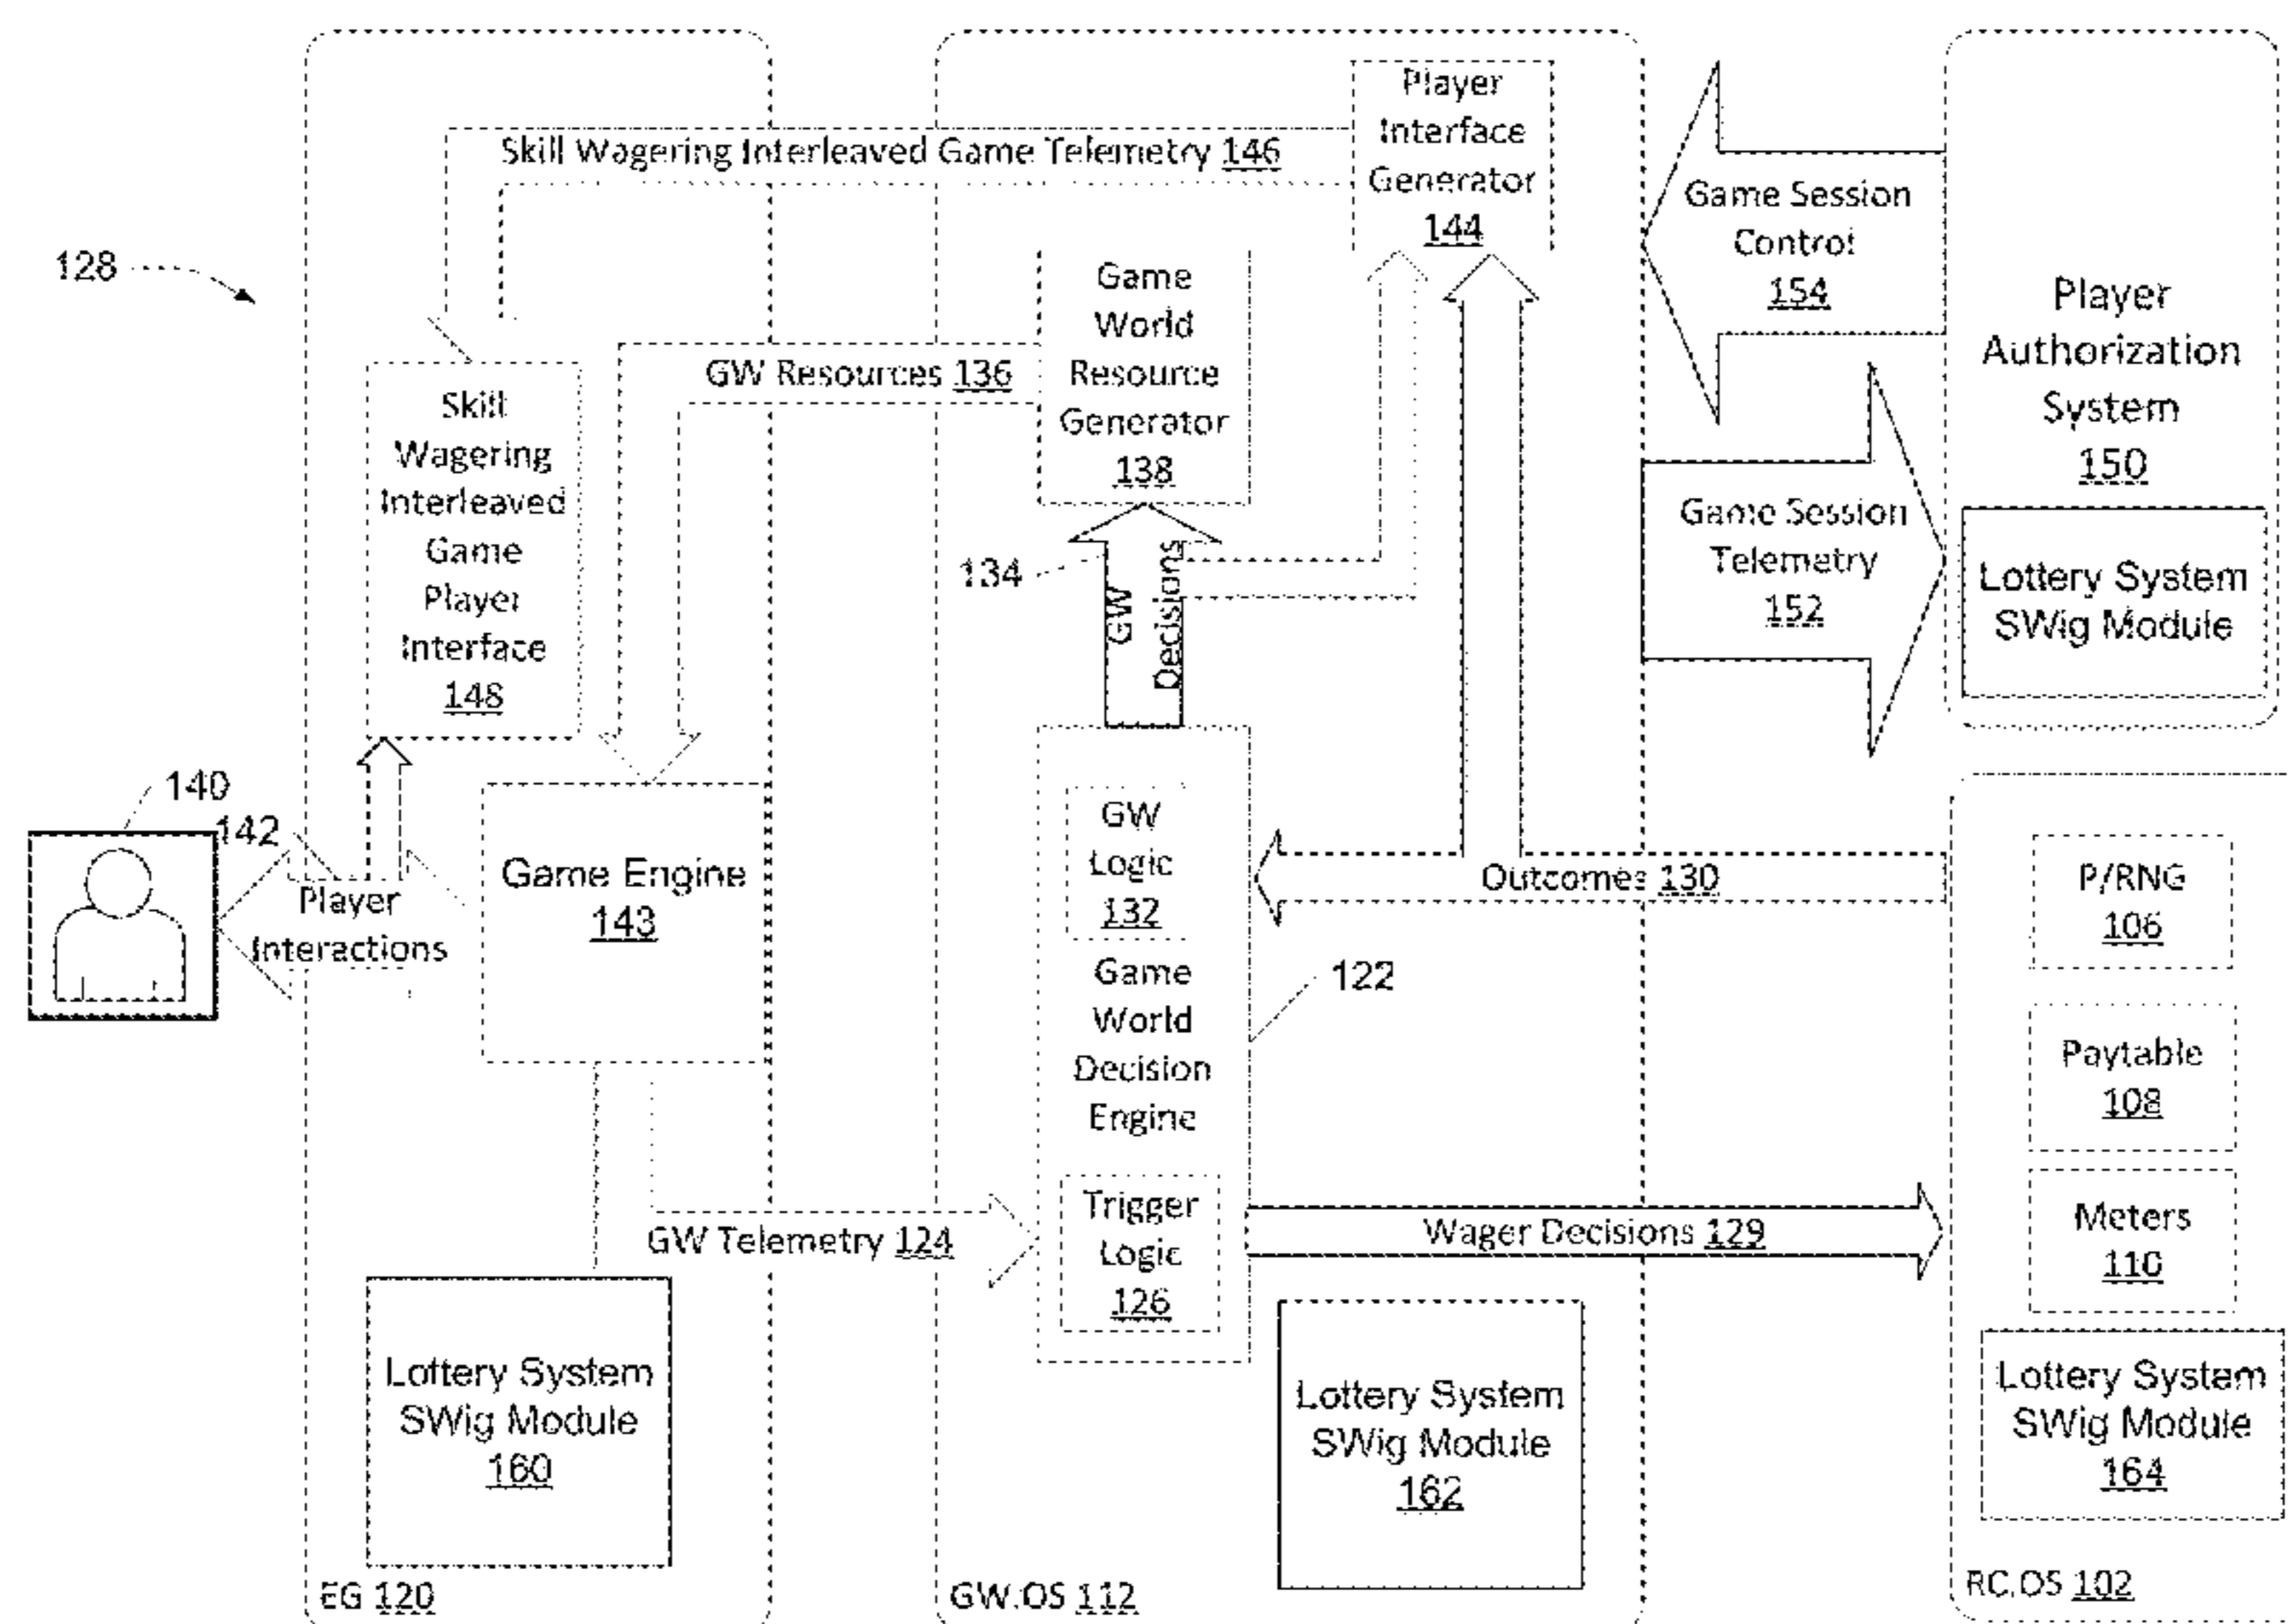 Player
Interface
Generator
144
Skill Wagering Interleaved Game Telemetry 146
Game Session
Control
154
128
Game
World
Resource
Generator
138
Player
Authorization
System
150
GW Resources 136
Skill
Wagering
Interleaved
Game
Player
Interface
148
134
GW
Decisions
Game Session
Telemetry
152
Lottery System
SWig Module
140
142
Player
Interactions
Game Engine
143
GW
Logic
132
Game
World
Decision
Engine
122
Outcomes 130
P/RNG
106
Paytable
108
Meters
110
GW Telemetry 124
Trigger
Logic
126
Wager Decisions 129
Lottery System
SWig Module
160
Lottery System
SWig Module
162
Lottery System
SWig Module
164
EG 120
GW.OS 112
RC.OS 102